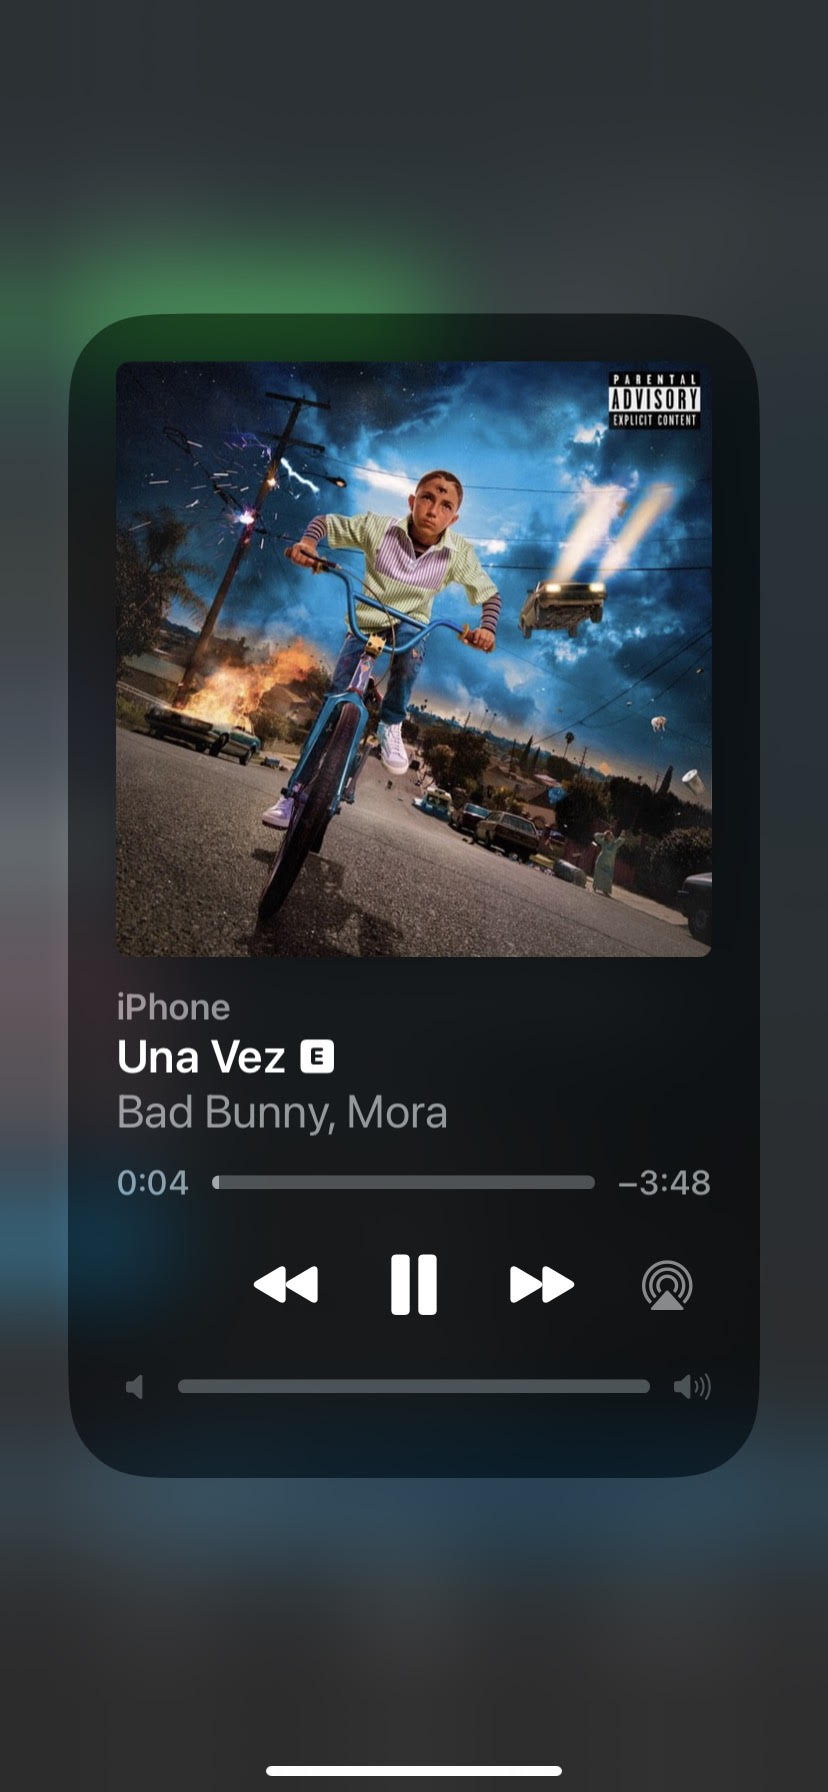 PARENTAL
ADVISORY
EXPLICIT CONTENT
iPhone
Una Vez E
Bad Bunny, Mora
0:04 –3:48